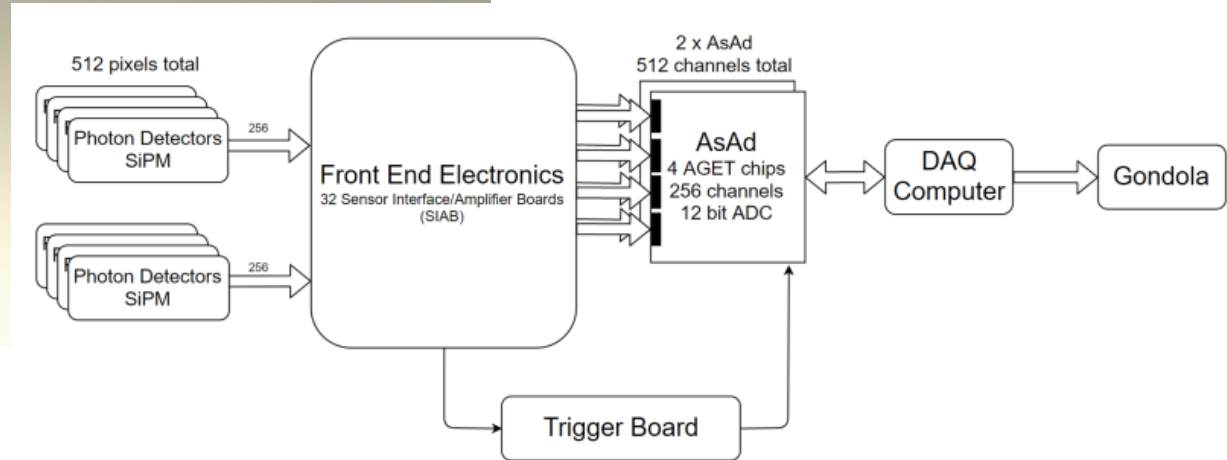 512 pixels total
Photon Detectors
SiPM
256
Photon Detectors
SiPM
256
Front End Electronics
32 Sensor Interface/Amplifier Boards
(SIAB)
2 x AsAd
512 channels total
AsAd
4 AGET chips
256 channels
12 bit ADC
DAQ
Computer
Gondola
Trigger Board